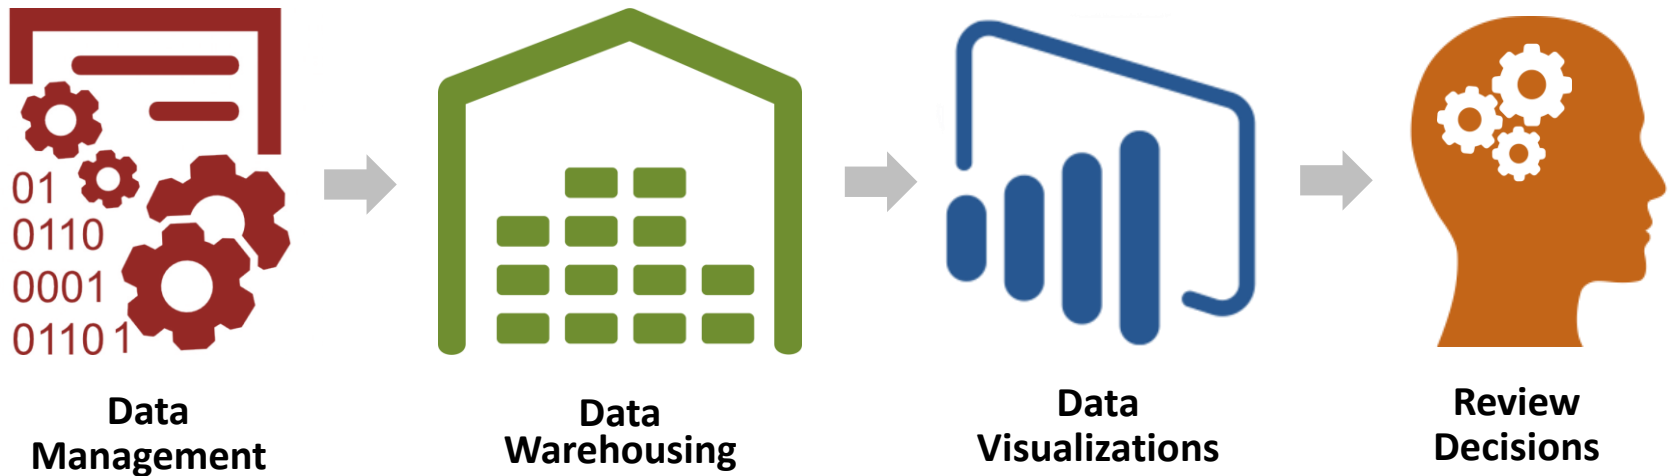 01
0110
0001
0110 1
Data
Management
Data
Warehousing
Data
Visualizations
Review
Decisions